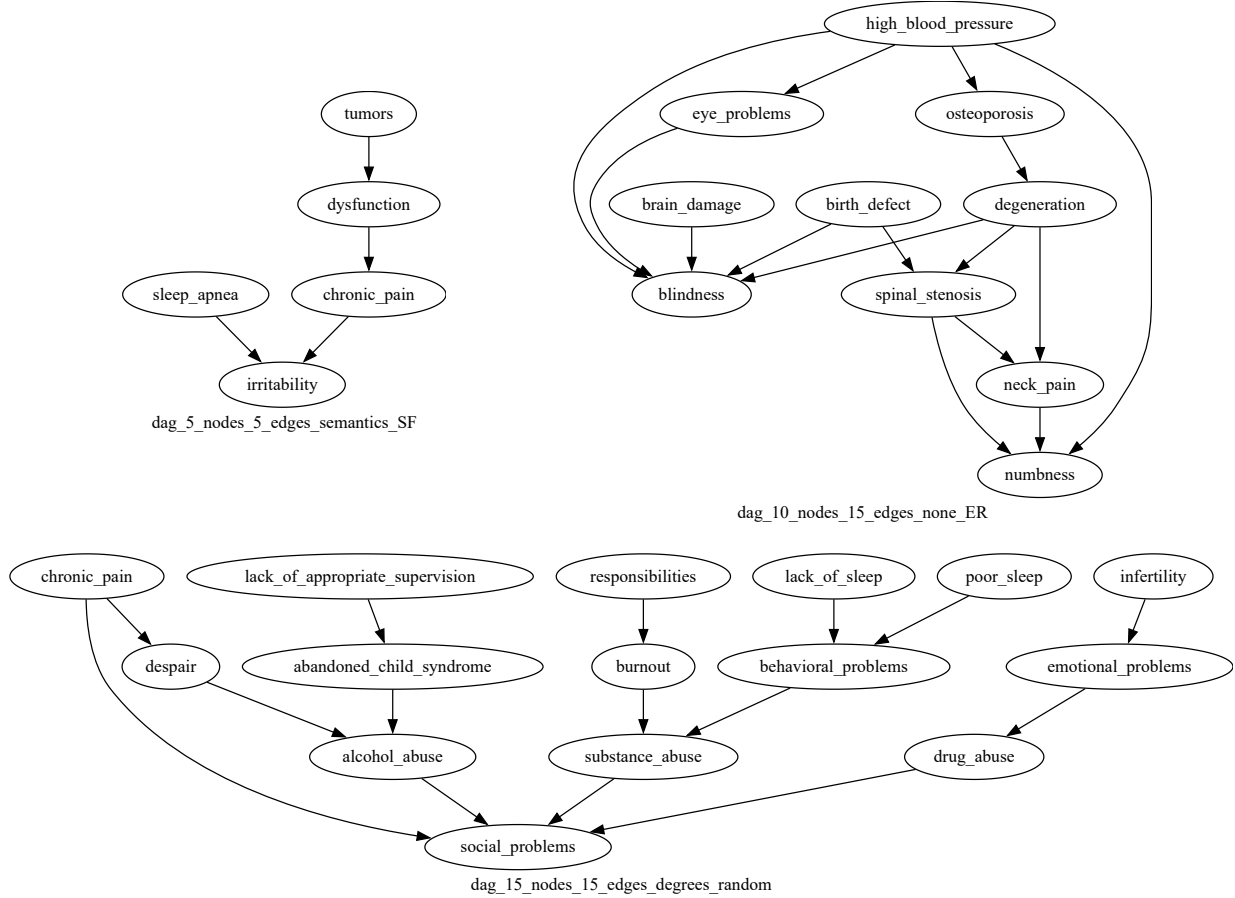 tumors
dysfunction
sleep_apnea
chronic_pain
irritability
dag_5_nodes_5_edges_semantics_SF
high_blood_pressure
eye_problems
osteoporosis
brain_damage
birth_defect
degeneration
blindness
spinal_stenosis
neck_pain
numbness
dag_10_nodes_15_edges_none_ER
chronic_pain
lack_of_appropriate_supervision
responsibilities
lack_of_sleep
poor_sleep
infertility
despair
abandoned_child_syndrome
burnout
behavioral_problems
emotional_problems
alcohol_abuse
substance_abuse
drug_abuse
social_problems
dag_15_nodes_15_edges_degrees_random